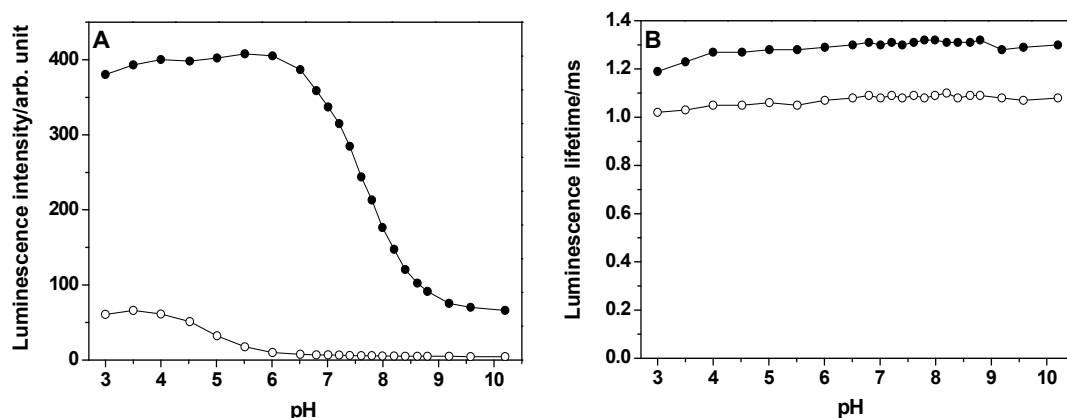 A
Luminescence intensity/arb. unit
400
300
200
100
0
3 4 5 6 7 8 9 10
pH
B
Luminescence lifetime/ms
1.4
1.2
1.0
0.8
0.6
0.4
0.2
0.0
3 4 5 6 7 8 9 10
pH